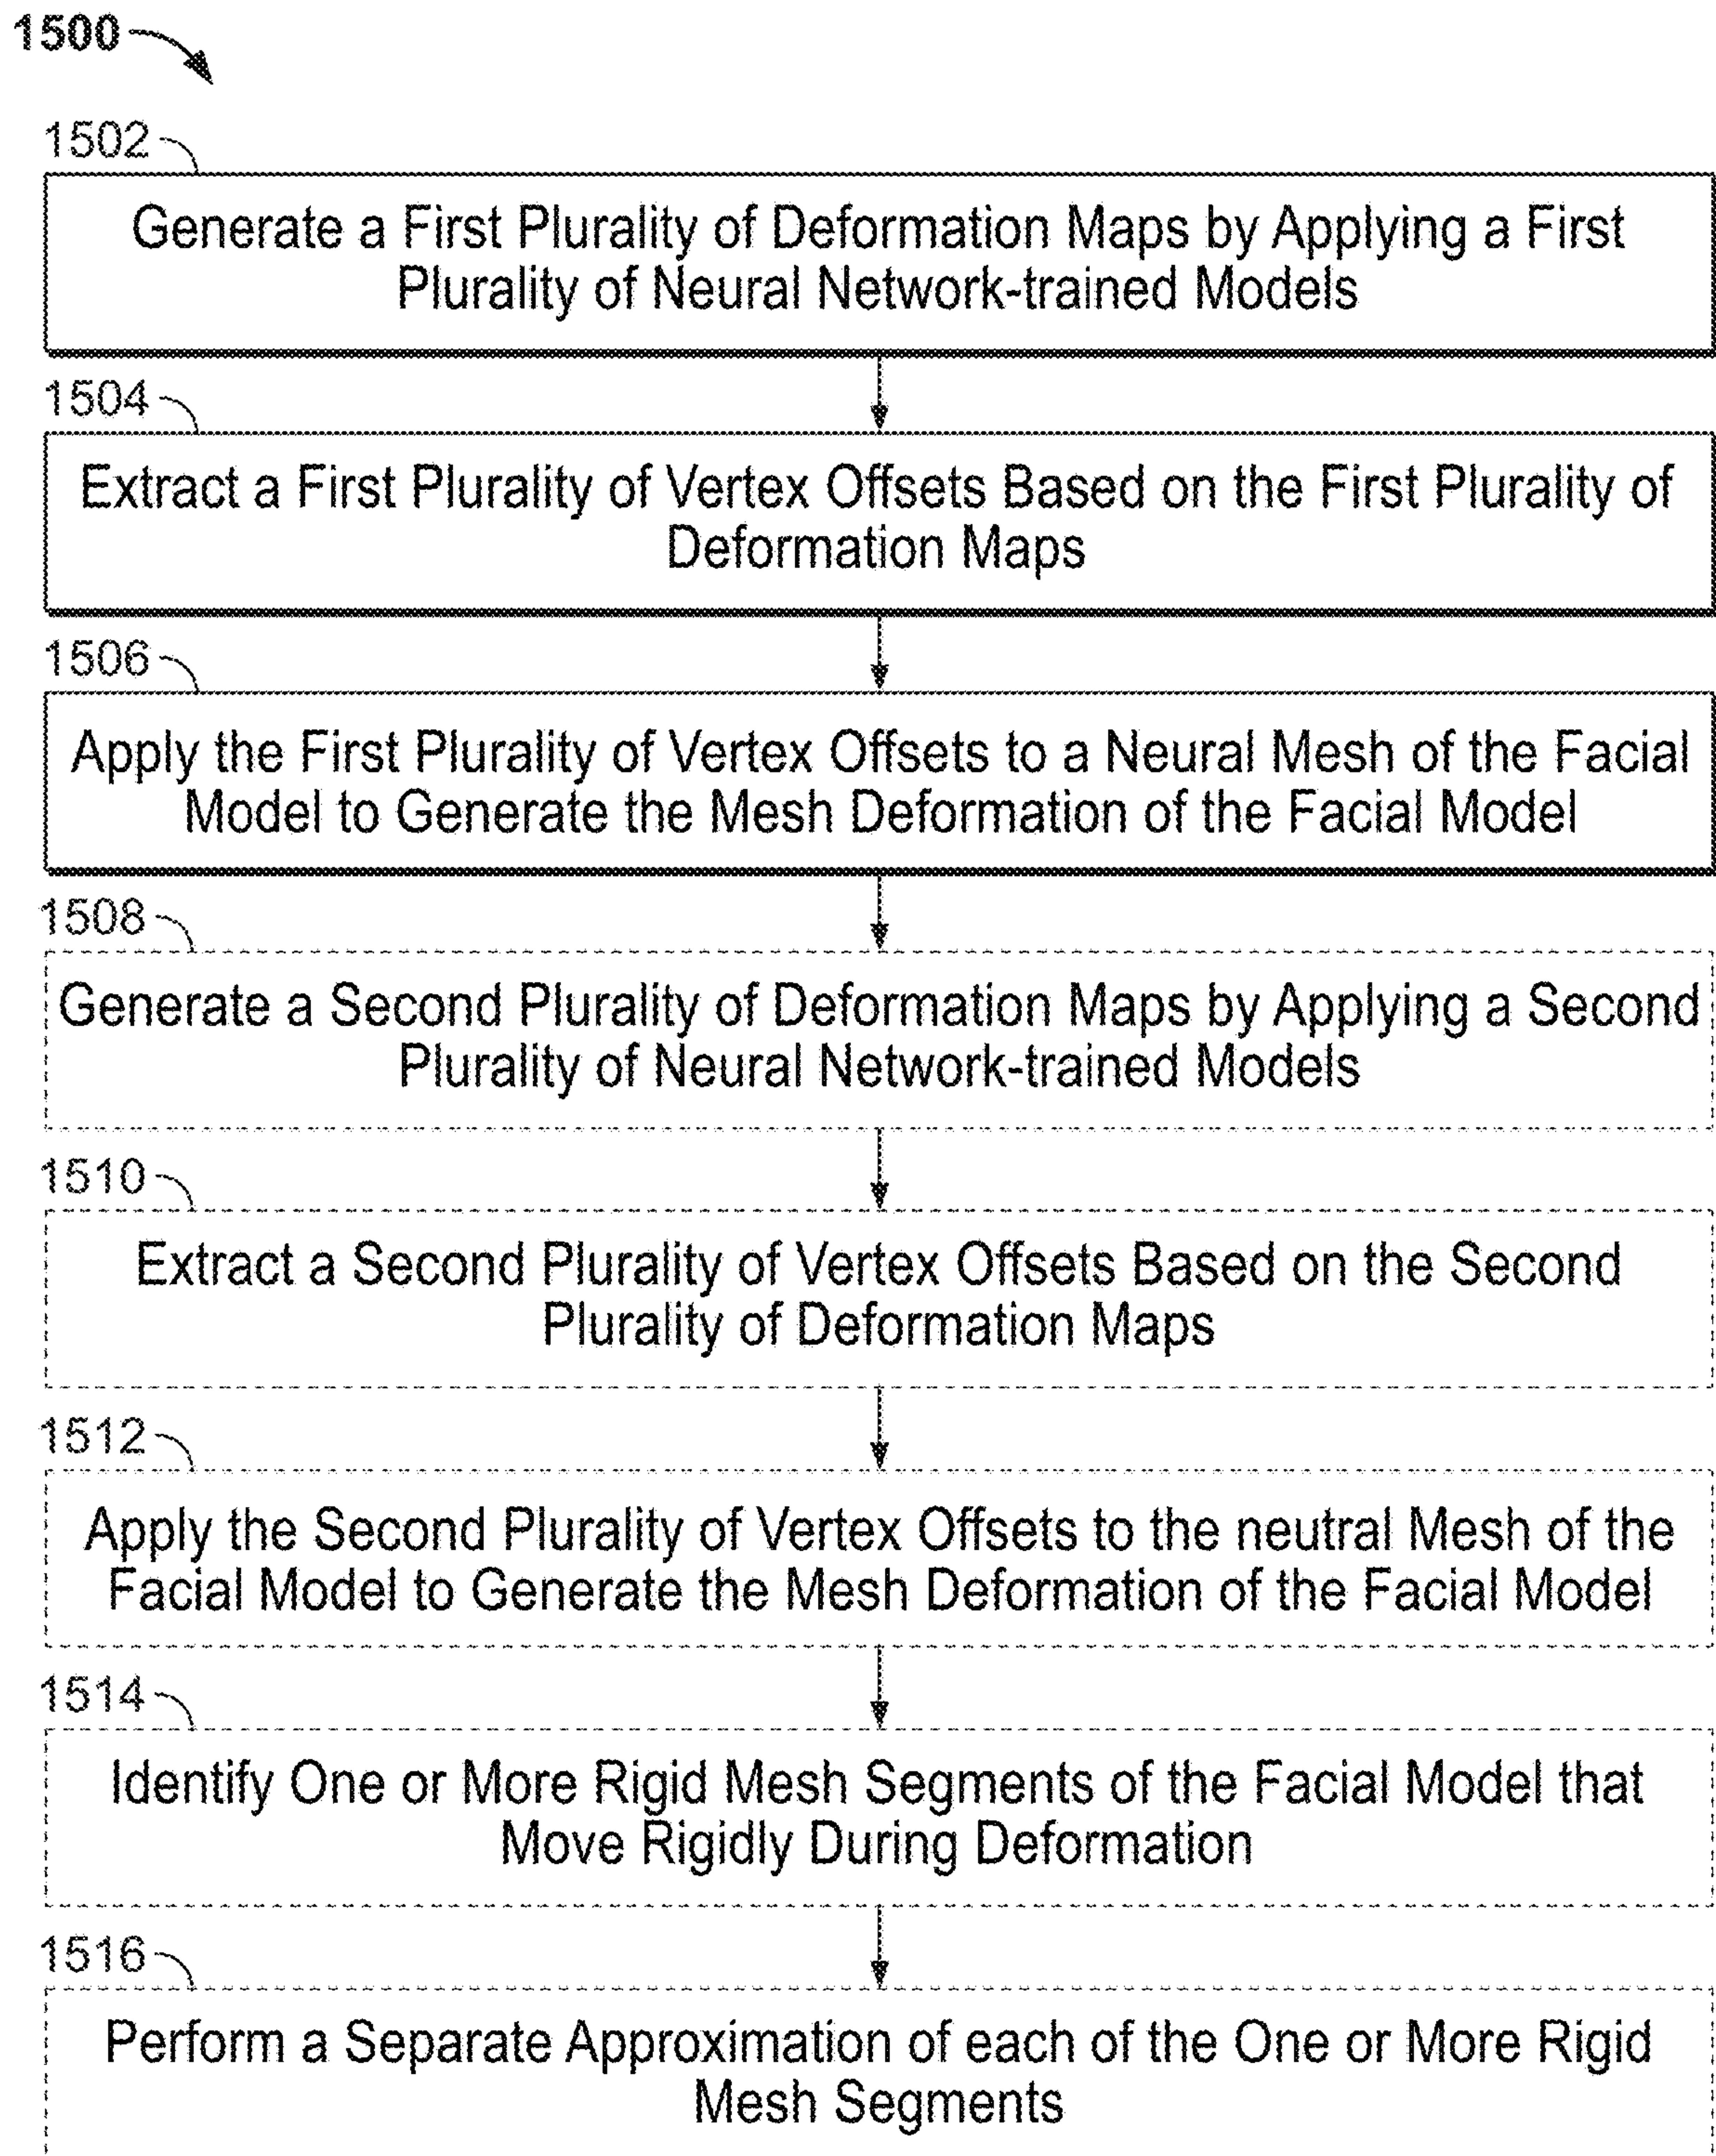 1500
1502
Generate a First Plurality of Deformation Maps by Applying a First
Plurality of Neural Network-trained Models
1504
Extract a First Plurality of Vertex Offsets Based on the First Plurality of
Deformation Maps
1506
Apply the First Plurality of Vertex Offsets to a Neural Mesh of the Facial
Model to Generate the Mesh Deformation of the Facial Model
1508
Generate a Second Plurality of Deformation Maps by Applying a Second
Plurality of Neural Network-trained Models
1510
Extract a Second Plurality of Vertex Offsets Based on the Second
Plurality of Deformation Maps
1512
Apply the Second Plurality of Vertex Offsets to the neutral Mesh of the
Facial Model to Generate the Mesh Deformation of the Facial Model
1514
Identify One or More Rigid Mesh Segments of the Facial Model that
Move Rigidly During Deformation
1516
Perform a Separate Approximation of each of the One or More Rigid
Mesh Segments